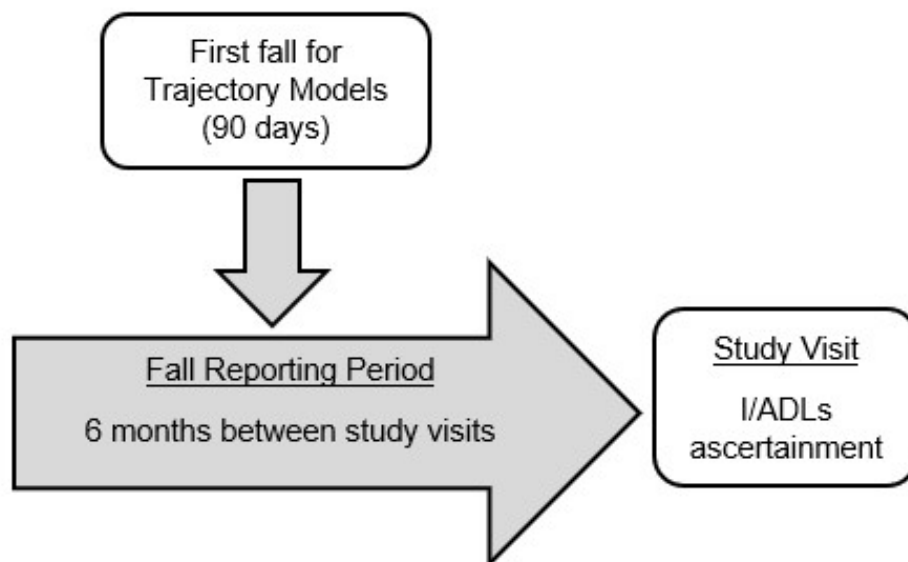 First fall for
Trajectory Models
(90 days)
Fall Reporting Period
6 months between study visits
Study Visit
I/ADLs
ascertainment